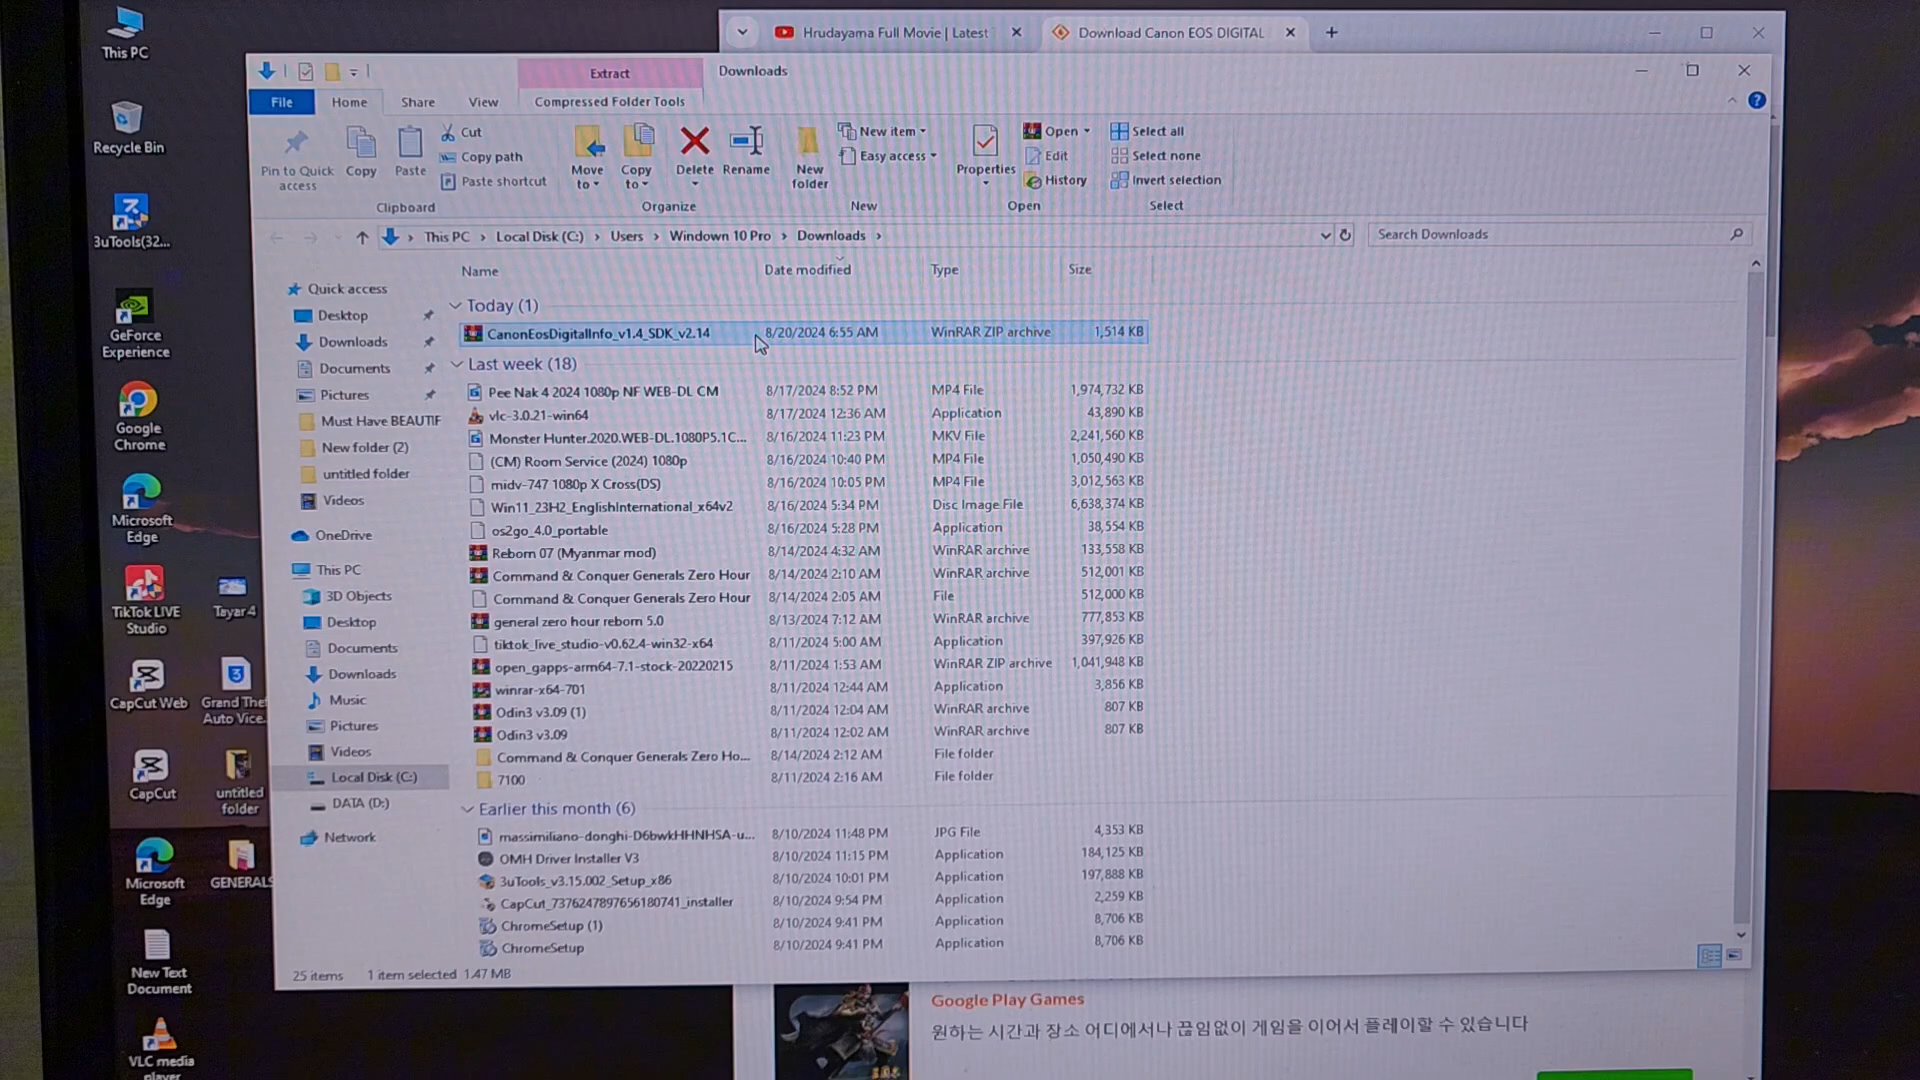 This PC
Recycle Bin
3uTools(32...
GeForce
Experience
Google
Chrome
Microsoft
Edge
TikTok LIVE
Studio
Tayar 4
CapCut Web
Grand The
Auto Vice.
CapCut
untitled
folder
Microsoft
Edge
GENERALS
New Text
Document
VLC media
player
Hrudayama Full Movie | Latest
Download Canon EOS DIGITAL
Extract
Downloads
File
Home
Share
View
Compressed Folder Tools
Pin to Quick
access
Copy
Paste
Cut
Copy path
Paste shortcut
Clipboard
Move
to
Copy
to
Delete
Rename
Organize
New
folder
New item
Easy access
New
Properties
Open
Edit
History
Open
Select all
Select none
Invert selection
Select
This PC > Local Disk (C:) > Users > Windown 10 Pro > Downloads >
Search Downloads
Name Date modified Type Size
Quick access
Desktop
Downloads
Documents
Pictures
Must Have BEAUTIF
New folder (2)
untitled folder
Videos
OneDrive
This PC
3D Objects
Desktop
Documents
Downloads
Music
Pictures
Videos
Local Disk (C:)
DATA (D:)
Network
Today (1)
CanonEosDigitalInfo_v1.4_SDK_v2.14 8/20/2024 6:55 AM WinRAR ZIP archive 1,514 KB
Last week (18)
Pee Nak 4 2024 1080p NF WEB-DL CM 8/17/2024 8:52 PM MP4 File 1,974,732 KB
vlc-3.0.21-win64 8/17/2024 12:36 AM Application 43,890 KB
Monster Hunter.2020.WEB-DL.1080P5.1C... 8/16/2024 11:23 PM MKV File 2,241,560 KB
(CM) Room Service (2024) 1080p 8/16/2024 10:40 PM MP4 File 1,050,490 KB
midv-747 1080p X Cross(DS) 8/16/2024 10:05 PM MP4 File 3,012,563 KB
Win11_23H2_EnglishInternational_x64v2 8/16/2024 5:34 PM Disc Image File 6,638,374 KB
os2go_4.0_portable 8/16/2024 5:28 PM Application 38,554 KB
Reborn 07 (Myanmar mod) 8/14/2024 4:32 AM WinRAR archive 133,558 KB
Command & Conquer Generals Zero Hour 8/14/2024 2:10 AM WinRAR archive 512,001 KB
Command & Conquer Generals Zero Hour 8/14/2024 2:05 AM File 512,000 KB
general zero hour reborn 5.0 8/13/2024 7:12 AM WinRAR archive 777,853 KB
tiktok_live_studio-v0.62.4-win32-x64 8/11/2024 5:00 AM Application 397,926 KB
open_gapps-arm64-7.1-stock-20220215 8/11/2024 1:53 AM WinRAR ZIP archive 1,041,948 KB
winrar-x64-701 8/11/2024 12:44 AM Application 3,856 KB
Odin3 v3.09 (1) 8/11/2024 12:04 AM WinRAR archive 807 KB
Odin3 v3.09 8/11/2024 12:02 AM WinRAR archive 807 KB
Command & Conquer Generals Zero Ho... 8/14/2024 2:12 AM File folder
7100 8/11/2024 2:16 AM File folder
Earlier this month (6)
massimiliano-donghi-D6bwkHHNHSA-u... 8/10/2024 11:48 PM JPG File 4,353 KB
OMH Driver Installer V3 8/10/2024 11:15 PM Application 184,125 KB
3uTools_v3.15.002_Setup_x86 8/10/2024 10:01 PM Application 197,888 KB
CapCut_7376247897656180741_installer 8/10/2024 9:54 PM Application 2,259 KB
ChromeSetup (1) 8/10/2024 9:41 PM Application 8,706 KB
ChromeSetup 8/10/2024 9:41 PM Application 8,706 KB
25 items 1 item selected 1.47 MB
Google Play Games
원하는 시간과 장소 어디에서나 끊임없이 게임을 이어서 플레이할 수 있습니다